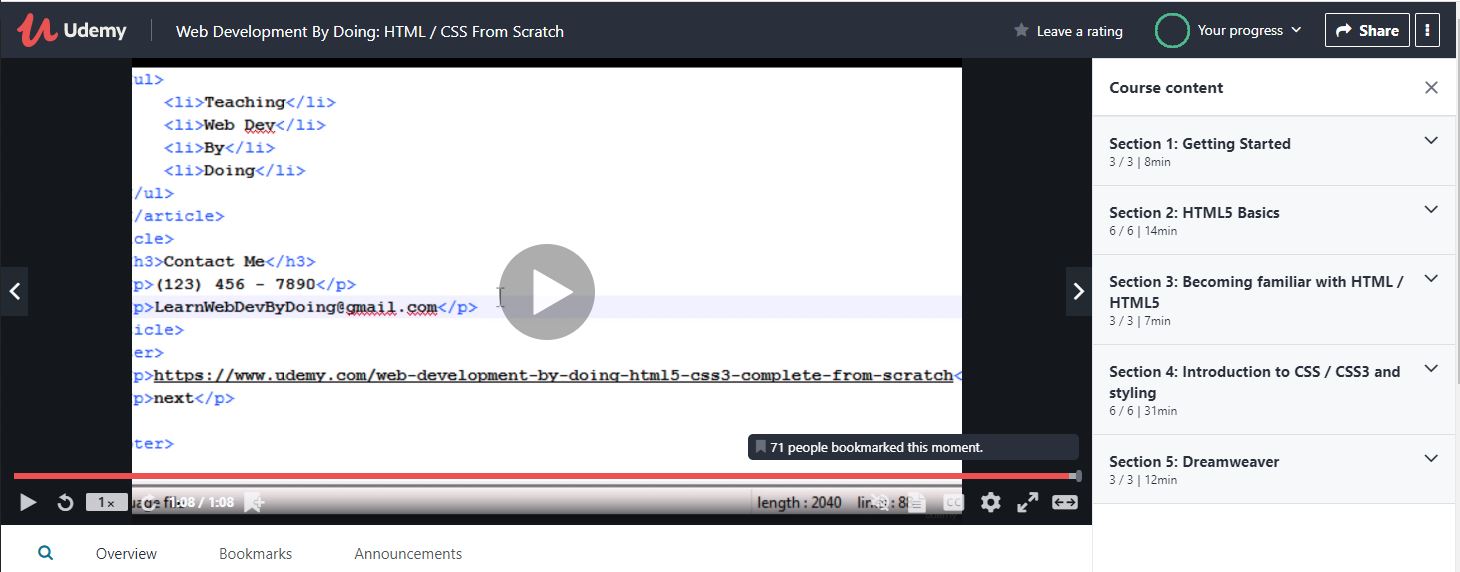 Udemy
Web Development By Doing: HTML / CSS From Scratch
Leave a rating
Your progress
Share
ul>
<li>Teaching</li>
<li>Web Dev</li>
<li>By</li>
<li>Doing</li>
/ul>
/article>
cle>
h3>Contact Me</h3>
p>(123) 456 - 7890</p>
p>LearnWebDevByDoing@gmail.com</p>
icle>
er>
p>https://www.udemy.com/web-development-by-doing-html5-css3-complete-from-scratch<
p>next</p>
ter>
71 people bookmarked this moment.
1x
1:08 / 1:08
length : 2040
CC
Overview
Bookmarks
Announcements
Course content
Section 1: Getting Started
3 / 3 | 8min
Section 2: HTML5 Basics
6 / 6 | 14min
Section 3: Becoming familiar with HTML /
HTML5
3 / 3 | 7min
Section 4: Introduction to CSS / CSS3 and
styling
6 / 6 | 31min
Section 5: Dreamweaver
3 / 3 | 12min